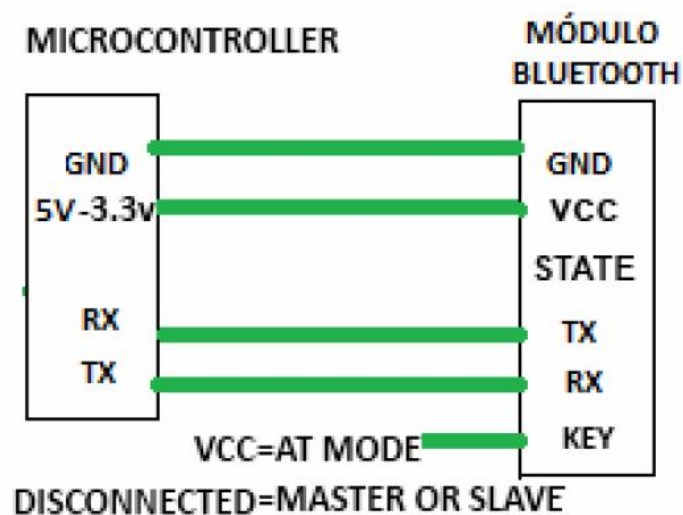 MICROCONTROLLER
MÓDULO
BLUETOOTH
GND
GND
5V-3.3v
VCC
STATE
RX
TX
TX
RX
VCC=AT MODE
KEY
DISCONNECTED=MASTER OR SLAVE